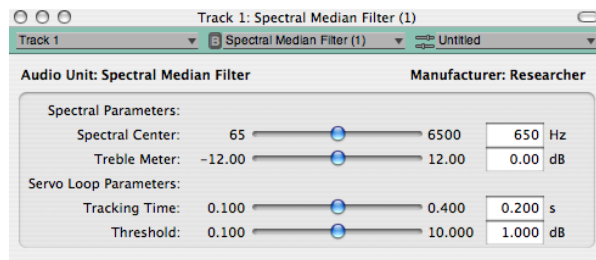 Track 1: Spectral Median Filter (1)
Track 1 B Spectral Median Filter (1) Untitled
Audio Unit: Spectral Median Filter Manufacturer: Researcher
Spectral Parameters:
Spectral Center: 65 6500 650 Hz
Treble Meter: -12.00 12.00 0.00 dB
Servo Loop Parameters:
Tracking Time: 0.100 0.400 0.200 s
Threshold: 0.100 10.000 1.000 dB